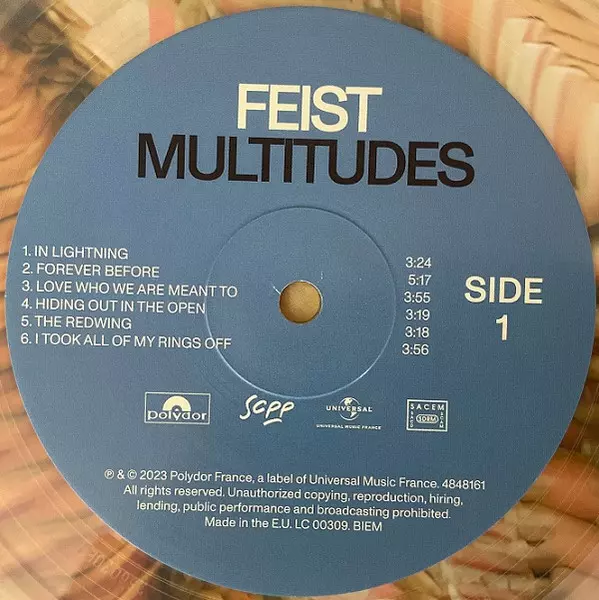 FEIST
MULTITUDES
1. IN LIGHTNING 3:24
2. FOREVER BEFORE 5:17
3. LOVE WHO WE ARE MEANT TO 3:55
4. HIDING OUT IN THE OPEN 3:19
5. THE REDWING 3:18
6. I TOOK ALL OF MY RINGS OFF 3:56
SIDE
1
polydor
SCPP
UNIVERSAL
UNIVERSAL MUSIC FRANCE
SACEM
SDRM
℗ & © 2023 Polydor France, a label of Universal Music France. 4848161
All rights reserved. Unauthorized copying, reproduction, hiring,
lending, public performance and broadcasting prohibited.
Made in the E.U. LC 00309. BIEM